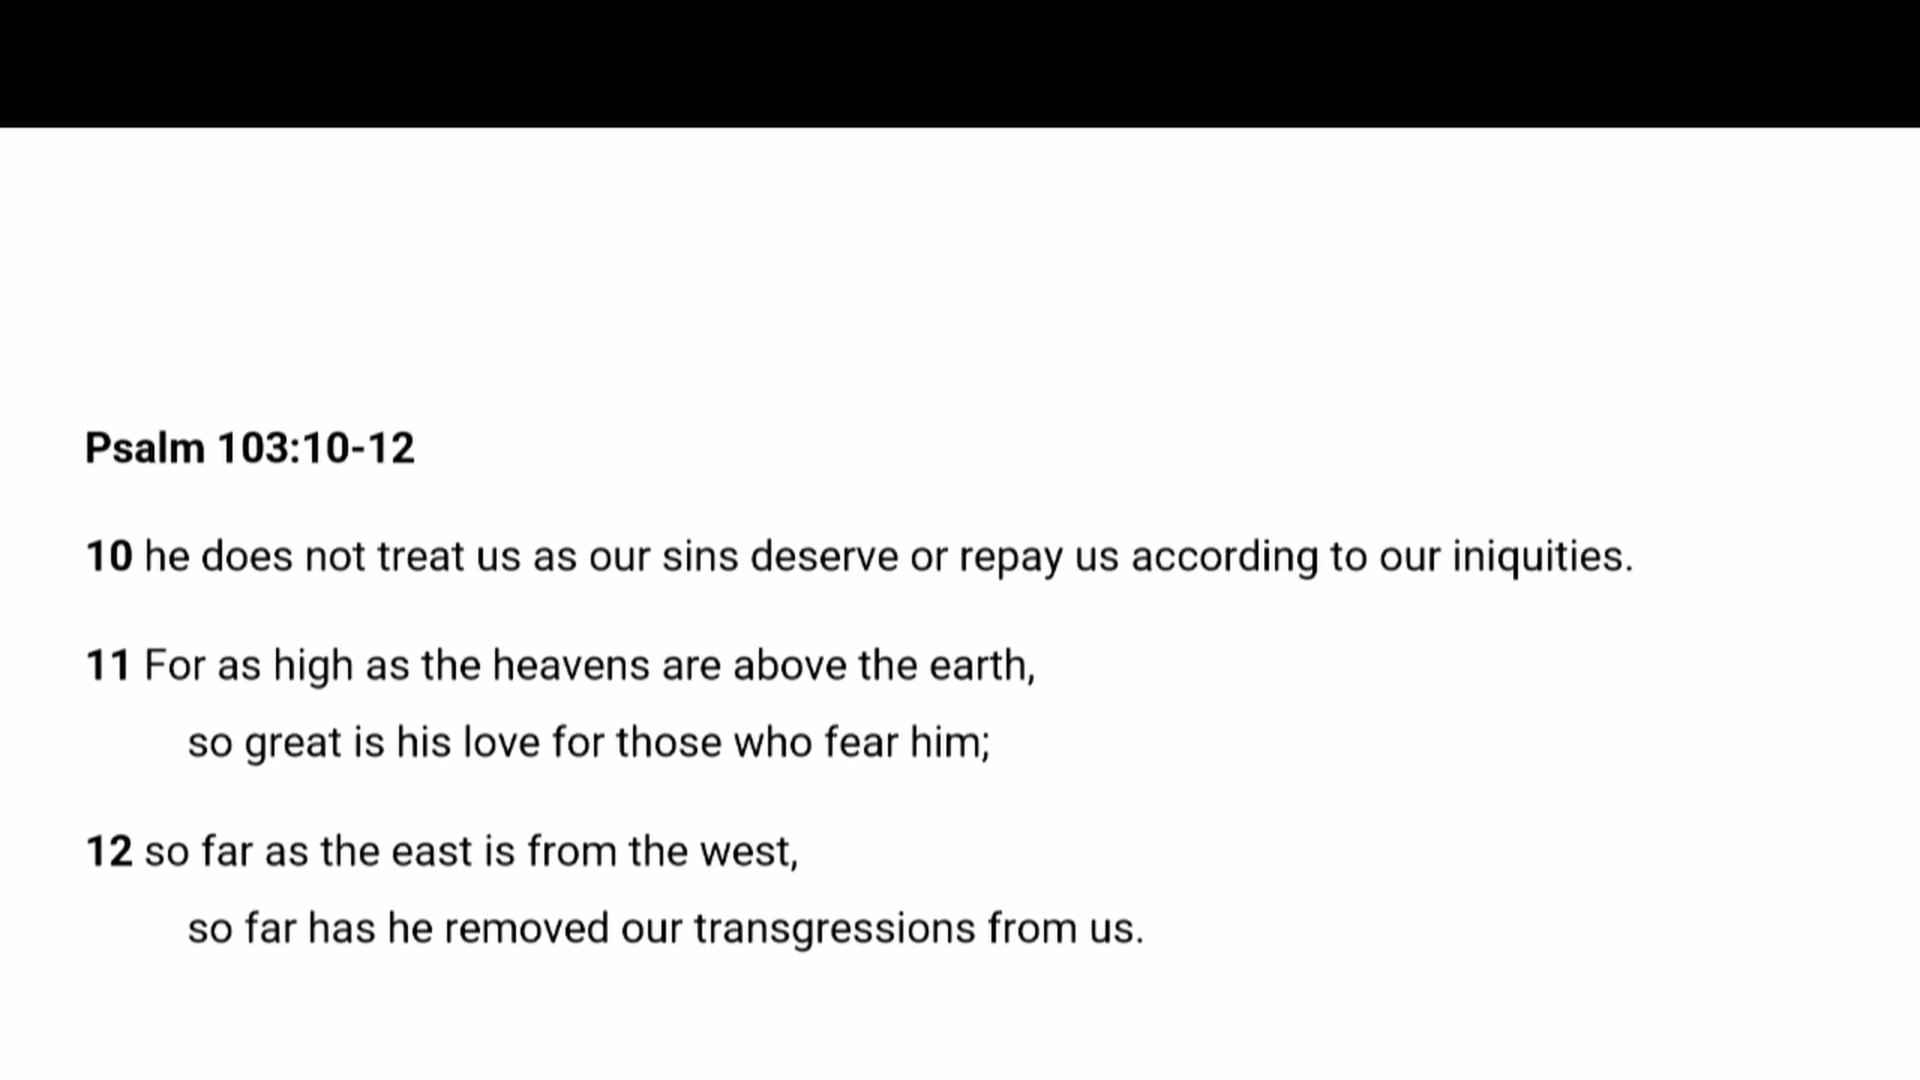 Psalm 103:10-12
10 he does not treat us as our sins deserve or repay us according to our iniquities.
11 For as high as the heavens are above the earth,
so great is his love for those who fear him;
12 so far as the east is from the west,
so far has he removed our transgressions from us.